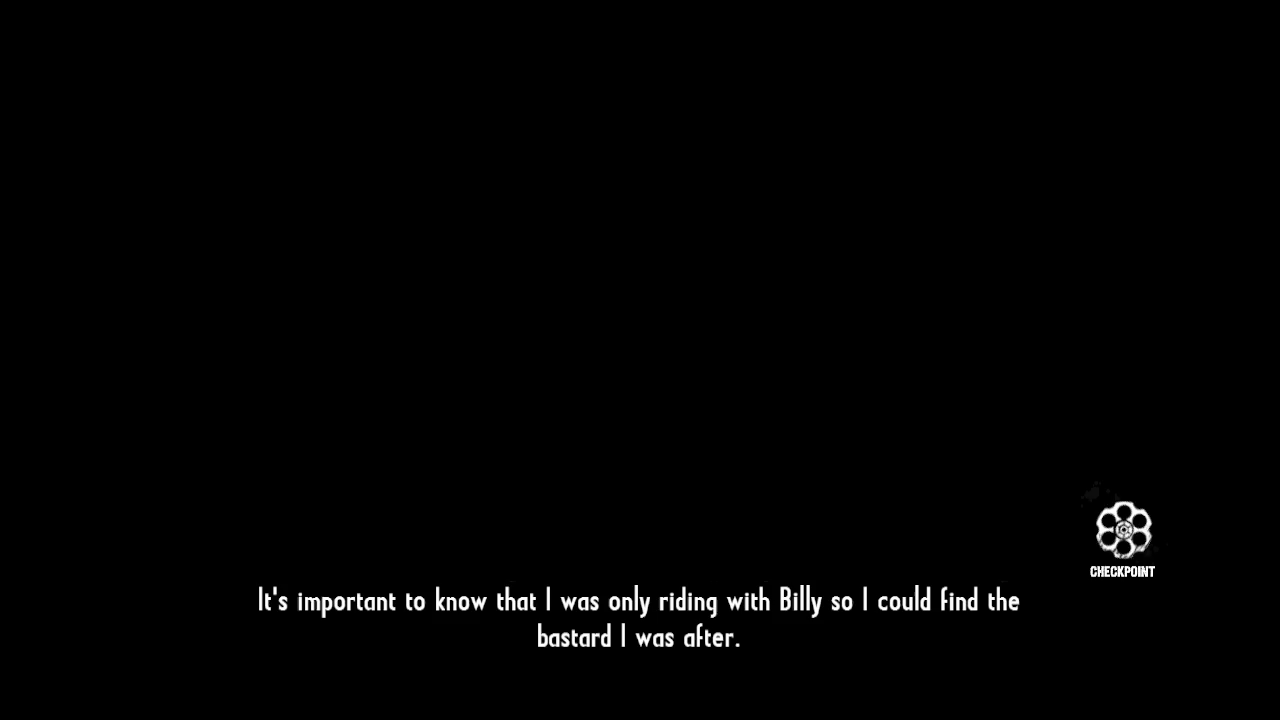 CHECKPOINT
It's important to know that I was only riding with Billy so I could find the
bastard I was after.